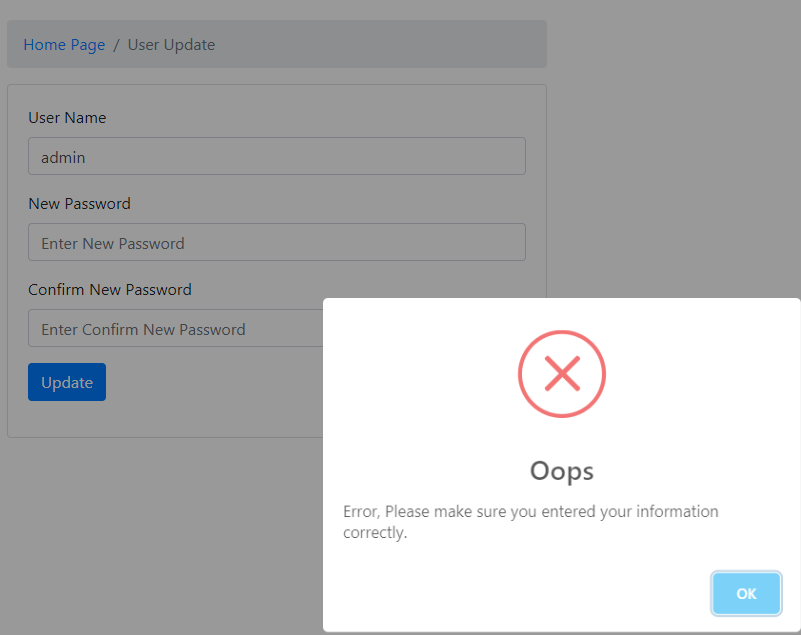 Home Page / User Update
User Name
admin
New Password
Enter New Password
Confirm New Password
Enter Confirm New Password
Update
Oops
Error, Please make sure you entered your information
correctly.
OK